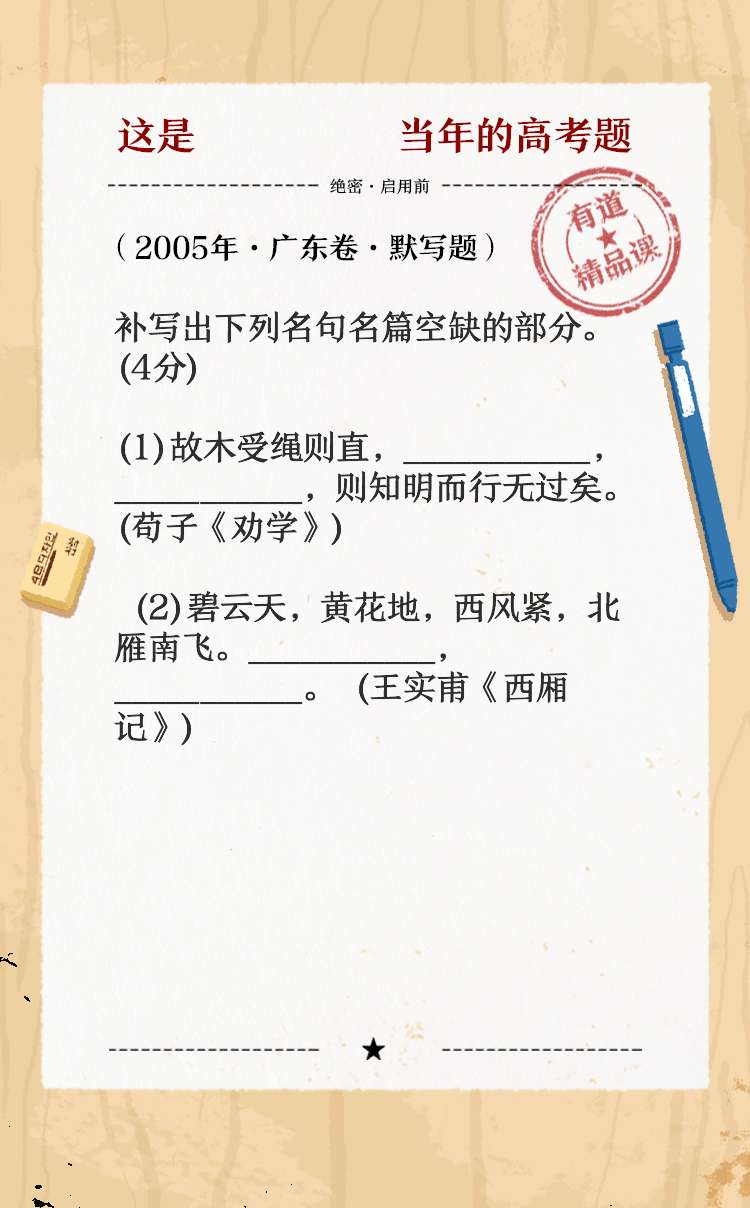 这是 当年的高考题
绝密·启用前
有道
精品课
（2005年·广东卷·默写题）
补写出下列名句名篇空缺的部分。
(4分)
(1)故木受绳则直，___________，
___________，则知明而行无过矣。
(荀子《劝学》)
(2)碧云天，黄花地，西风紧，北
雁南飞。___________，
___________。 (王实甫《西厢
记》)